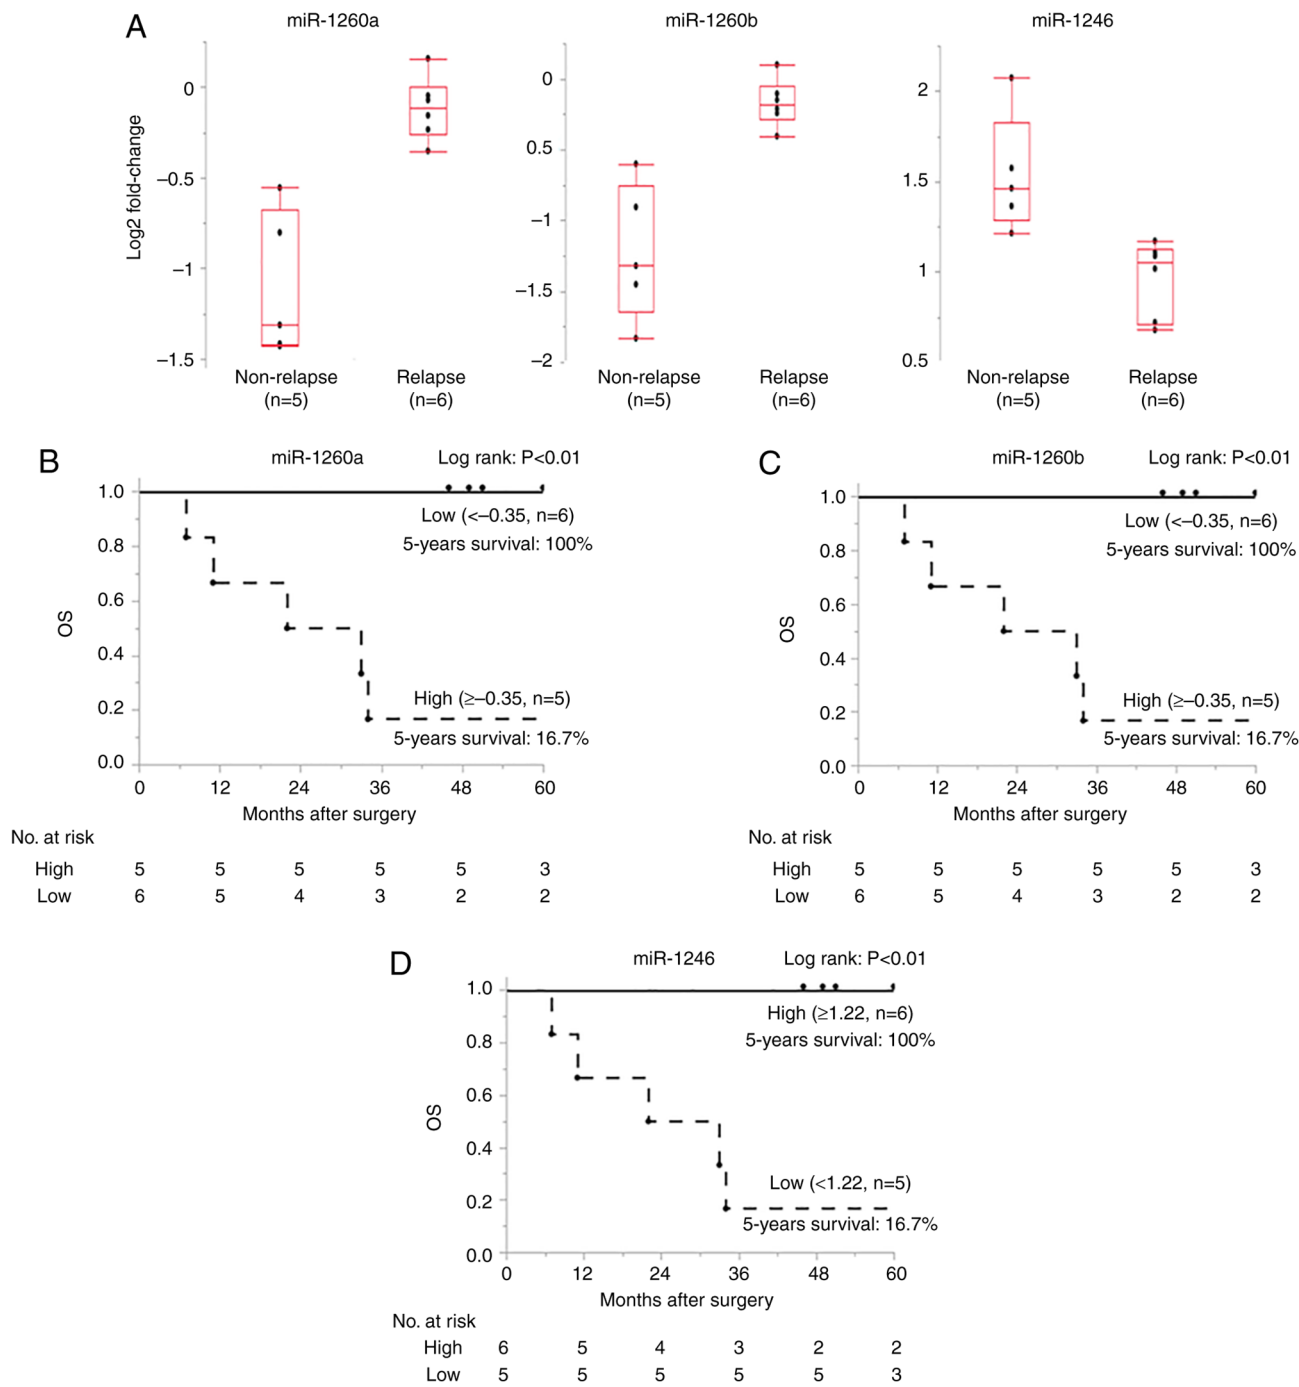 A
miR-1260a
miR-1260b
miR-1246
Log2 fold-change
0
–0.5
–1
–1.5
0
0.5
–1
–1.5
–2
2
1.5
1
0.5
Non-relapse
(n=5)
Relapse
(n=6)
Non-relapse
(n=5)
Relapse
(n=6)
Non-relapse
(n=5)
Relapse
(n=6)
B
miR-1260a
Log rank: P<0.01
OS
1.0
0.8
0.6
0.4
0.2
0.0
Low (<–0.35, n=6)
5-years survival: 100%
High (≥–0.35, n=5)
5-years survival: 16.7%
0 12 24 36 48 60
Months after surgery
No. at risk
High 5 5 5 5 5 3
Low 6 5 4 3 2 2
C
miR-1260b
Log rank: P<0.01
OS
1.0
0.8
0.6
0.4
0.2
0.0
Low (<–0.35, n=6)
5-years survival: 100%
High (≥–0.35, n=5)
5-years survival: 16.7%
0 12 24 36 48 60
Months after surgery
No. at risk
High 5 5 5 5 5 3
Low 6 5 4 3 2 2
D
miR-1246
Log rank: P<0.01
OS
1.0
0.8
0.6
0.4
0.2
0.0
High (≥1.22, n=6)
5-years survival: 100%
Low (<1.22, n=5)
5-years survival: 16.7%
0 12 24 36 48 60
Months after surgery
No. at risk
High 6 5 4 3 2 2
Low 5 5 5 5 5 3